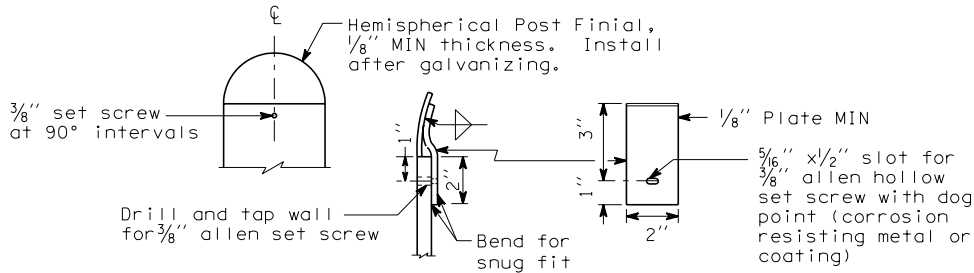 ℄
Hemispherical Post Finial,
⅛" MIN thickness. Install
after galvanizing.
⅜" set screw
at 90° intervals
1"
2"
Drill and tap wall
for ⅜" allen set screw
Bend for
snug fit
3"
1"
2"
⅛" Plate MIN
5/16" x ½" slot for
⅜" allen hollow
set screw with dog
point (corrosion
resisting metal or
coating)